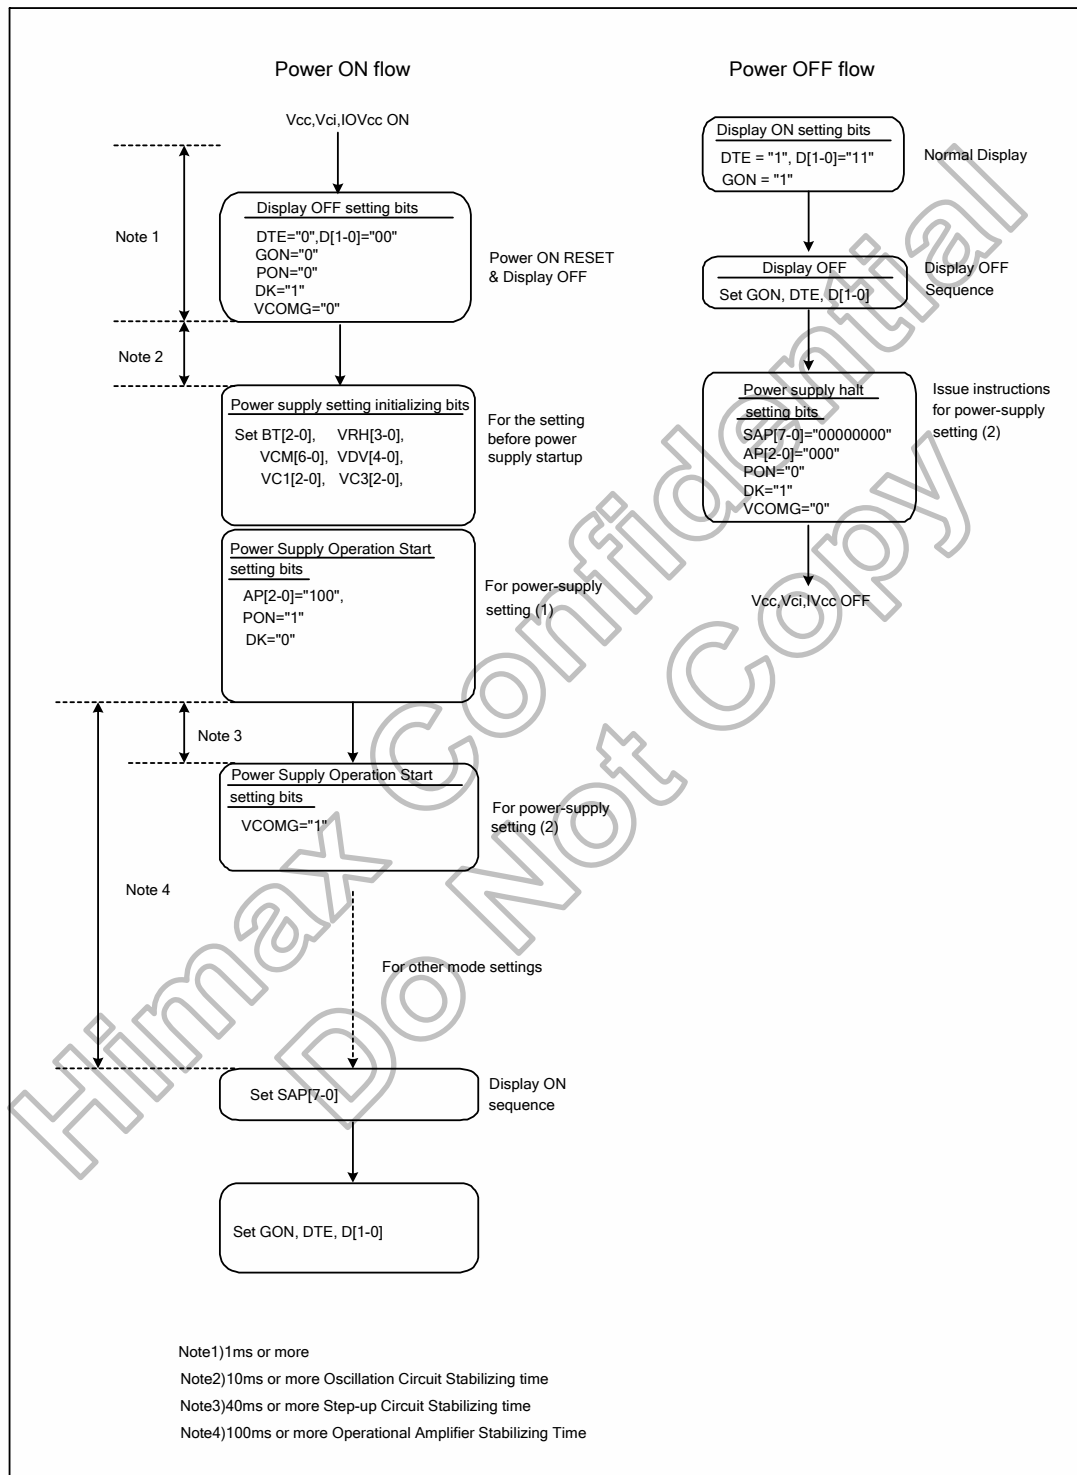 Power ON flow
Vcc,Vci,IOVcc ON
Note 1
Display OFF setting bits
DTE="0",D[1-0]="00"
GON="0"
PON="0"
DK="1"
VCOMG="0"
Power ON RESET
& Display OFF
Note 2
Power supply setting initializing bits
Set BT[2-0], VRH[3-0],
VCM[6-0], VDV[4-0],
VC1[2-0], VC3[2-0],
For the setting
before power
supply startup
Power Supply Operation Start
setting bits
AP[2-0]="100",
PON="1"
DK="0"
For power-supply
setting (1)
Note 3
Power Supply Operation Start
setting bits
VCOMG="1"
For power-supply
setting (2)
Note 4
For other mode settings
Set SAP[7-0]
Display ON
sequence
Set GON, DTE, D[1-0]
Power OFF flow
Display ON setting bits
DTE = "1", D[1-0]="11"
GON = "1"
Normal Display
Display OFF
Set GON, DTE, D[1-0]
Display OFF
Sequence
Power supply halt
setting bits
SAP[7-0]="00000000"
AP[2-0]="000"
PON="0"
DK="1"
VCOMG="0"
Issue instructions
for power-supply
setting (2)
Vcc,Vci,IVcc OFF
Note1)1ms or more
Note2)10ms or more Oscillation Circuit Stabilizing time
Note3)40ms or more Step-up Circuit Stabilizing time
Note4)100ms or more Operational Amplifier Stabilizing Time
Himax Confidential
Do Not Copy